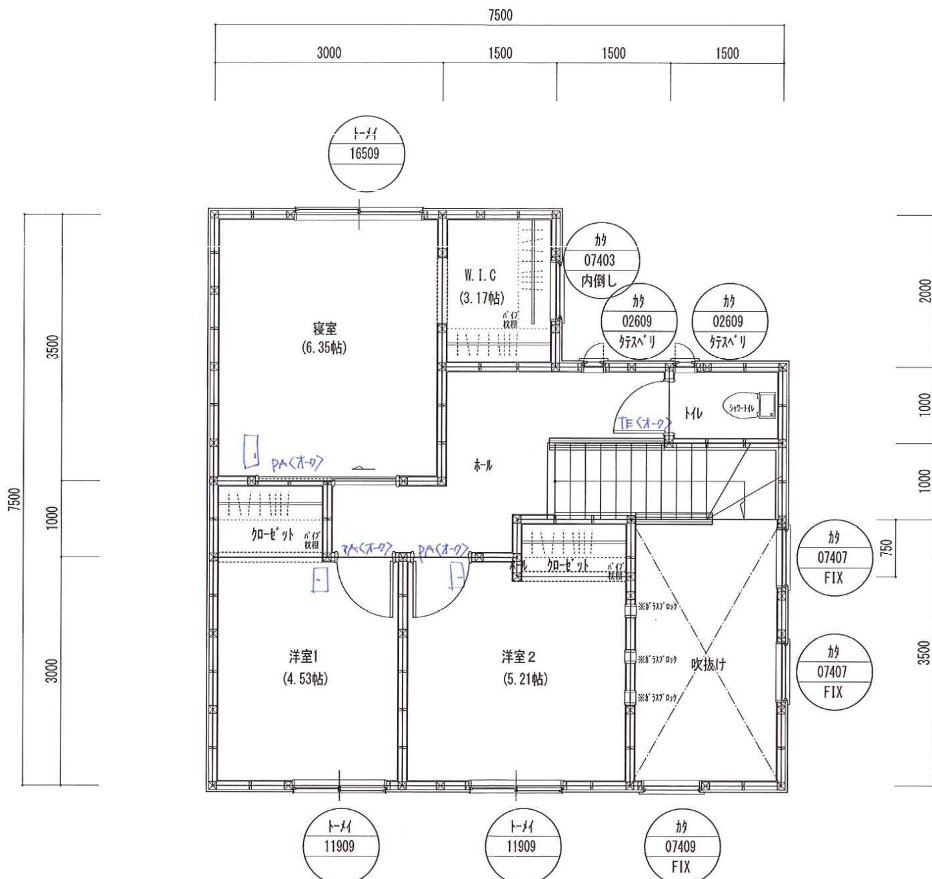 7500
3000
1500
1500
1500
トーメイ
16509
カタ
07403
内倒し
カタ
02609
タテスベリ
カタ
02609
タテスベリ
W.I.C
(3.17帖)
パイプ
枕棚
寝室
(6.35帖)
トイレ
シャワートイレ
TE<オーク>
PA<オーク>
ホール
7500
3500
1000
3000
2000
1000
1000
750
3500
クローゼット
パイプ
枕棚
PA<オーク>
PA<オーク>
ホール
クローゼット
パイプ
枕棚
カタ
07407
FIX
※ガラスブロック
※ガラスブロック
※ガラスブロック
吹抜け
洋室1
(4.53帖)
洋室2
(5.21帖)
カタ
07407
FIX
トーメイ
11909
トーメイ
11909
カタ
07409
FIX